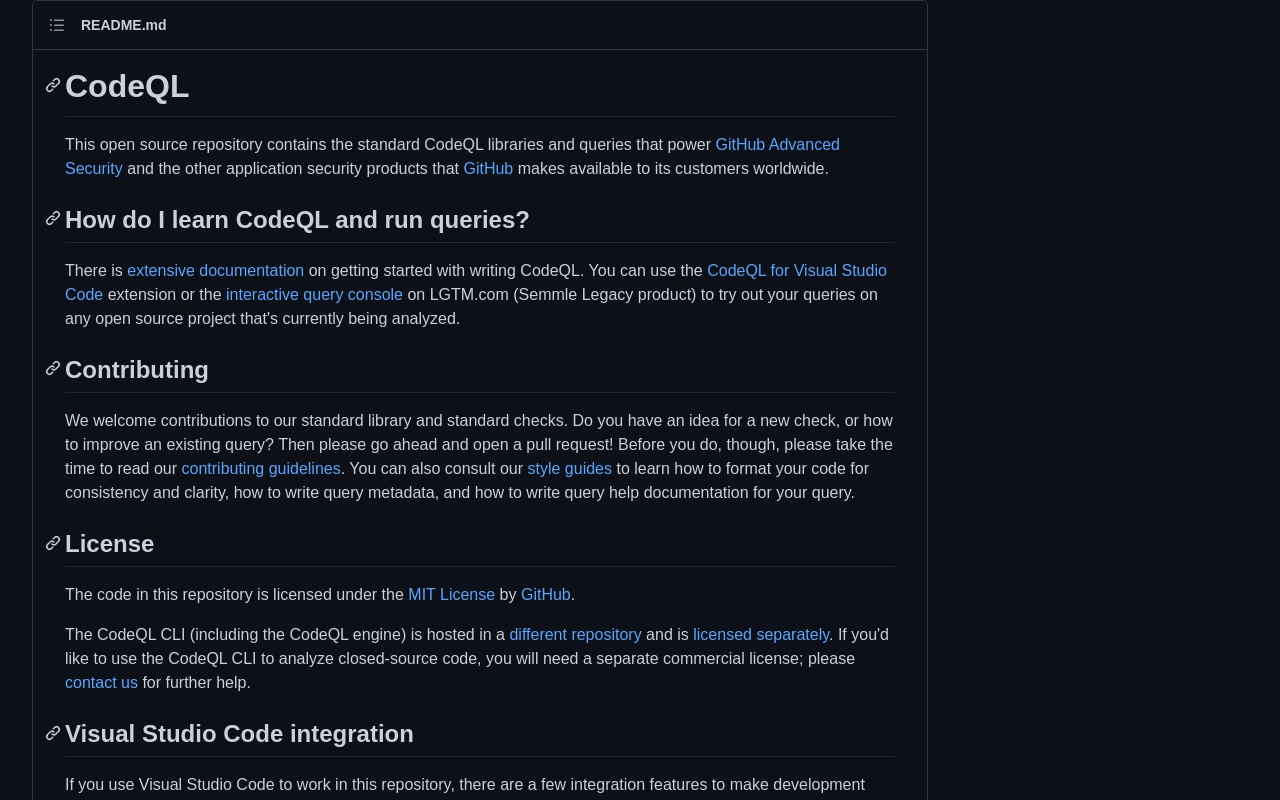 README.md
CodeQL
This open source repository contains the standard CodeQL libraries and queries that power GitHub Advanced
Security and the other application security products that GitHub makes available to its customers worldwide.
How do I learn CodeQL and run queries?
There is extensive documentation on getting started with writing CodeQL. You can use the CodeQL for Visual Studio
Code extension or the interactive query console on LGTM.com (Semmle Legacy product) to try out your queries on
any open source project that's currently being analyzed.
Contributing
We welcome contributions to our standard library and standard checks. Do you have an idea for a new check, or how
to improve an existing query? Then please go ahead and open a pull request! Before you do, though, please take the
time to read our contributing guidelines. You can also consult our style guides to learn how to format your code for
consistency and clarity, how to write query metadata, and how to write query help documentation for your query.
License
The code in this repository is licensed under the MIT License by GitHub.
The CodeQL CLI (including the CodeQL engine) is hosted in a different repository and is licensed separately. If you'd
like to use the CodeQL CLI to analyze closed-source code, you will need a separate commercial license; please
contact us for further help.
Visual Studio Code integration
If you use Visual Studio Code to work in this repository, there are a few integration features to make development